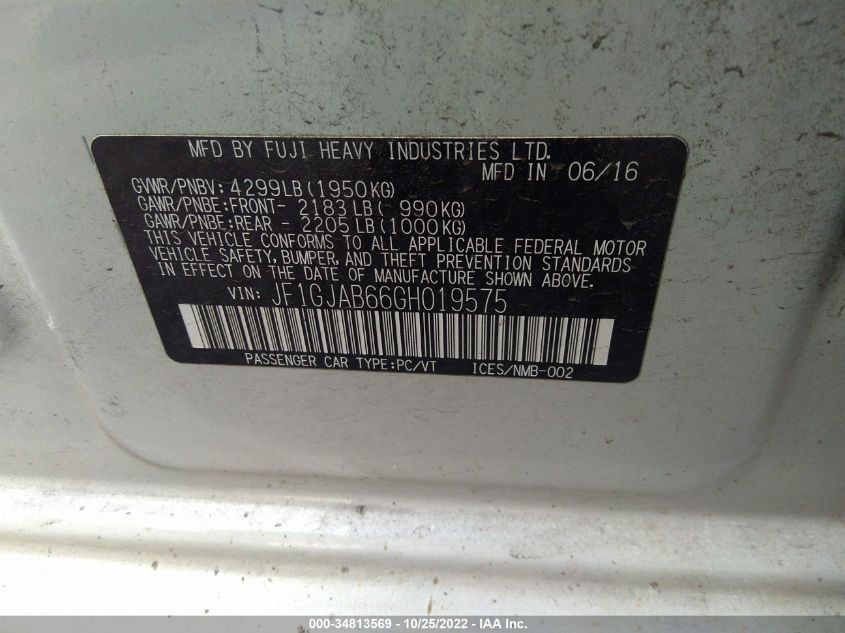 MFD BY FUJI HEAVY INDUSTRIES LTD.
MFD IN 06/16
GVWR/PNBV: 4299LB(1950KG)
GAWR/PNBE:FRONT- 2183LB( 990KG)
GAWR/PNBE:REAR - 2205LB(1000KG)
THIS VEHICLE CONFORMS TO ALL APPLICABLE FEDERAL MOTOR
VEHICLE SAFETY, BUMPER, AND THEFT PREVENTION STANDARDS
IN EFFECT ON THE DATE OF MANUFACTURE SHOWN ABOVE.
VIN: JF1GJAB66GH019575
PASSENGER CAR TYPE:PC/VT ICES/NMB-002
000-34813569 - 10/25/2022 - IAA Inc.